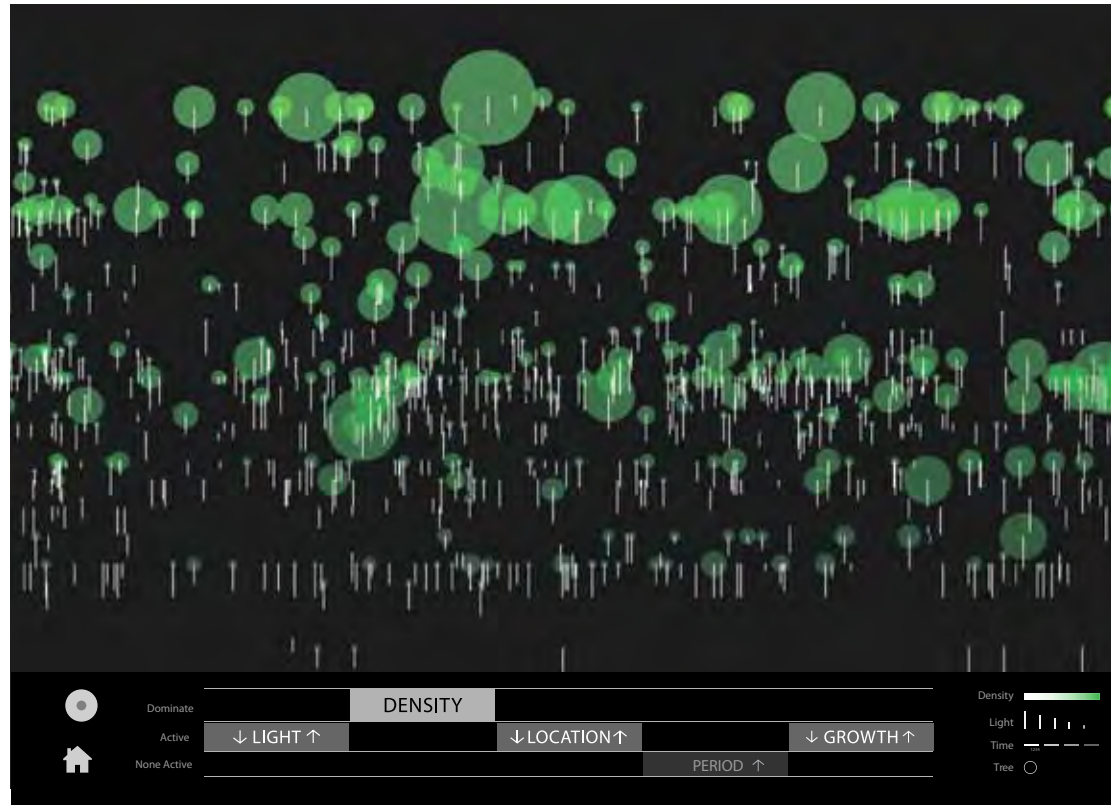 Dominate
DENSITY
Active
↓ LIGHT ↑
↓ LOCATION ↑
↓ GROWTH ↑
None Active
PERIOD ↑
Density
Light
Time
Tree